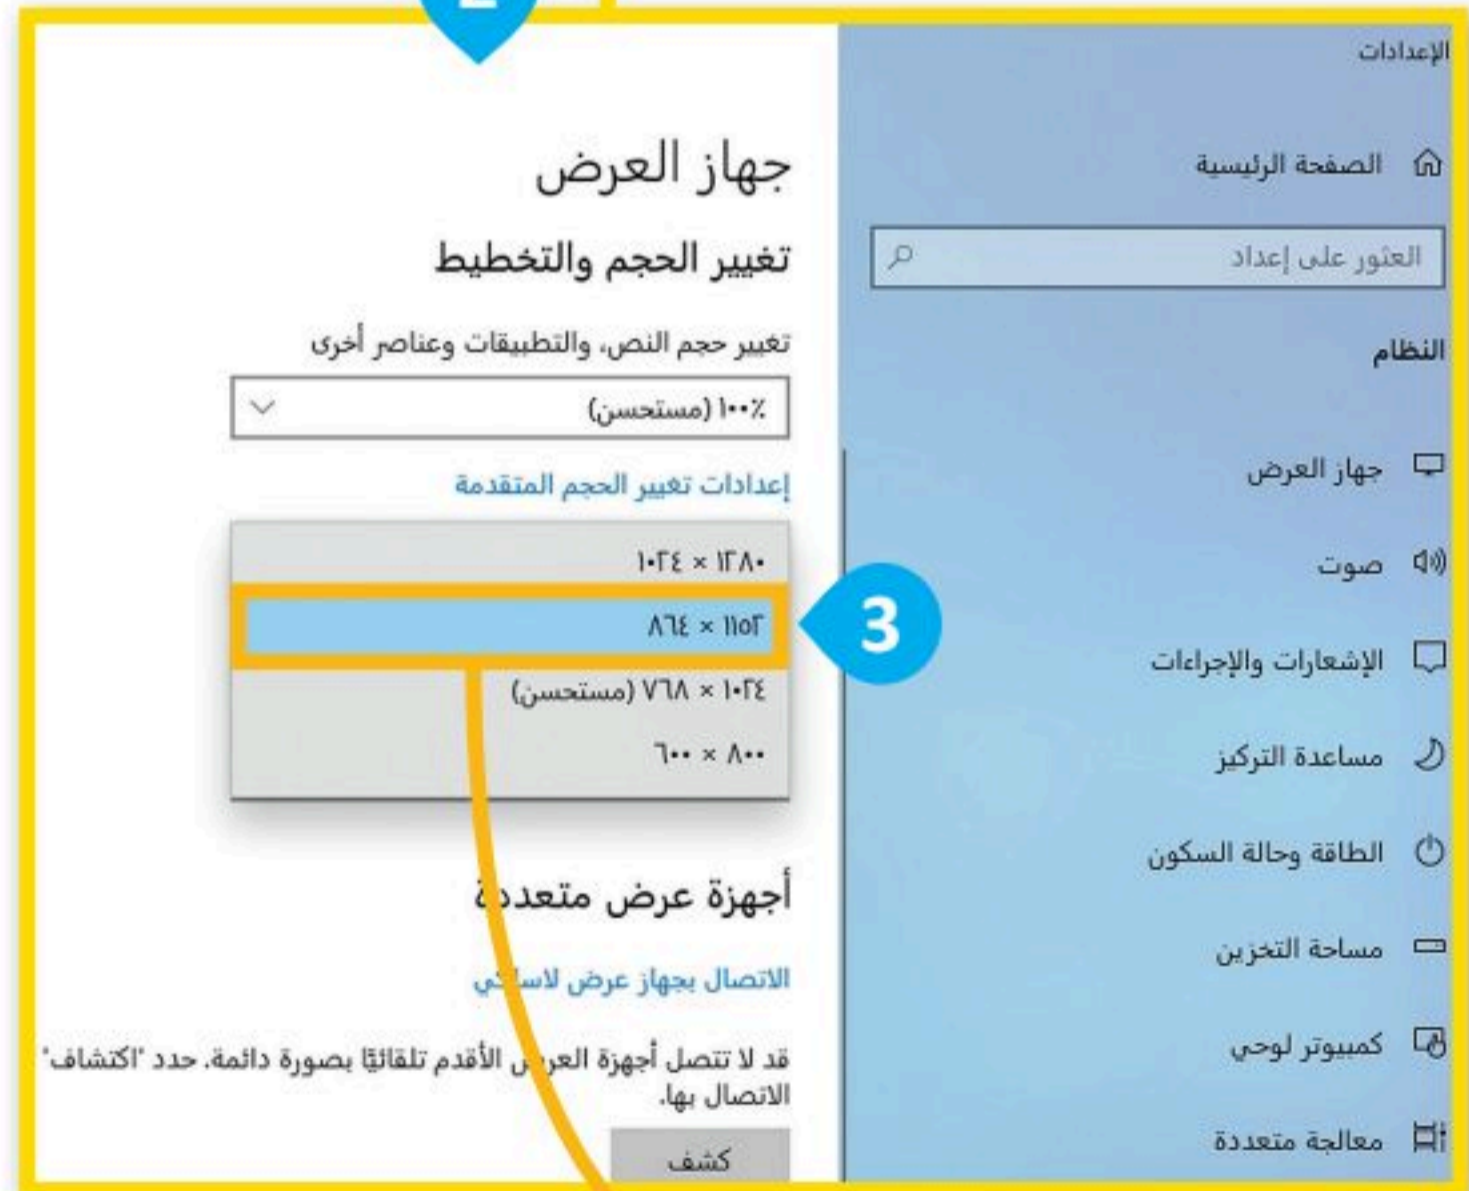 الإعدادات
الصفحة الرئيسية
العثور على إعداد
النظام
جهاز العرض
صوت
الإشعارات والإجراءات
مساعدة التركيز
الطاقة وحالة السكون
مساحة التخزين
كمبيوتر لوحي
معالجة متعددة
جهاز العرض
تغيير الحجم والتخطيط
تغيير حجم النص، والتطبيقات وعناصر أخرى
٪١٠٠ (مستحسن)
إعدادات تغيير الحجم المتقدمة
١٢٨٠ × ١٠٢٤
١١٥٢ × ٨٦٤
3
١٠٢٤ × ٧٦٨ (مستحسن)
٨٠٠ × ٦٠٠
أجهزة عرض متعددة
الاتصال بجهاز عرض لاسلكي
قد لا تتصل أجهزة العرض الأقدم تلقائيًا بصورة دائمة. حدد "اكتشاف"
الاتصال بها.
كشف